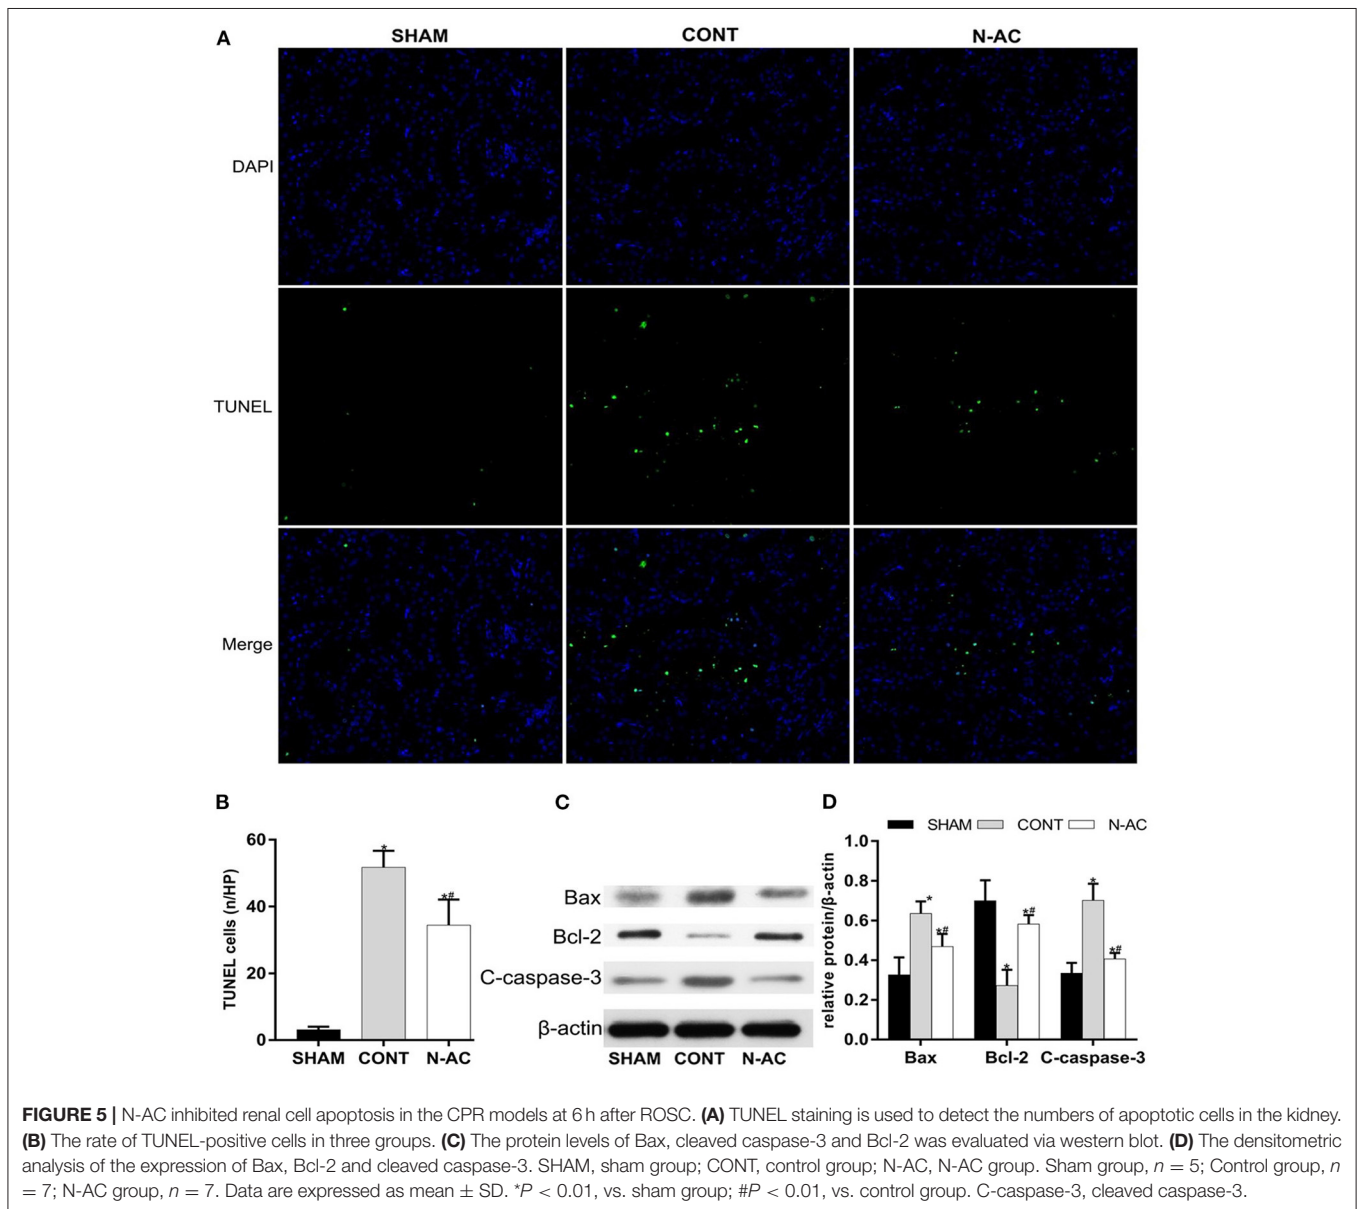 A SHAM CONT N-AC
DAPI
TUNEL
Merge
B
TUNEL cells (n/HP)
60
40
20
0
*
*#
SHAM CONT N-AC
C
Bax
Bcl-2
C-caspase-3
β-actin
SHAM CONT N-AC
D
SHAM CONT N-AC
relative protein/β-actin
1.0
0.8
0.6
0.4
0.2
0.0
*
*#
*
*#
*
*#
Bax Bcl-2 C-caspase-3
FIGURE 5 | N-AC inhibited renal cell apoptosis in the CPR models at 6 h after ROSC. (A) TUNEL staining is used to detect the numbers of apoptotic cells in the kidney.
(B) The rate of TUNEL-positive cells in three groups. (C) The protein levels of Bax, cleaved caspase-3 and Bcl-2 was evaluated via western blot. (D) The densitometric
analysis of the expression of Bax, Bcl-2 and cleaved caspase-3. SHAM, sham group; CONT, control group; N-AC, N-AC group. Sham group, n = 5; Control group, n
= 7; N-AC group, n = 7. Data are expressed as mean ± SD. *P < 0.01, vs. sham group; #P < 0.01, vs. control group. C-caspase-3, cleaved caspase-3.